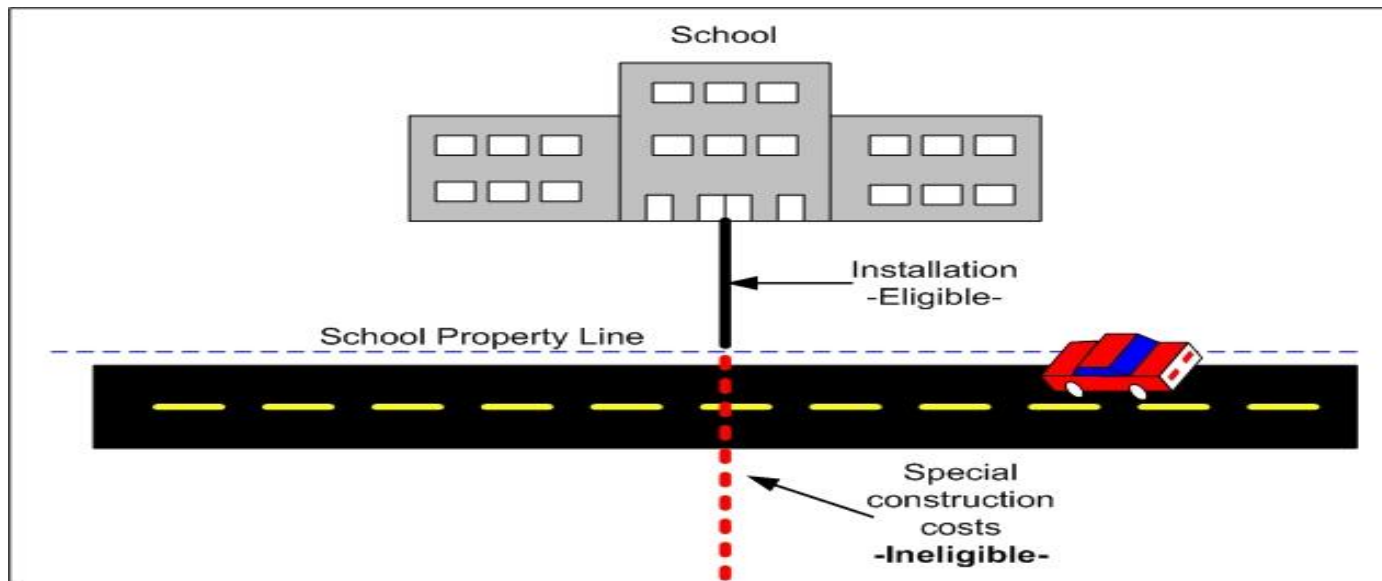 School
Installation
-Eligible-
School Property Line
Special
construction
costs
-Ineligible-